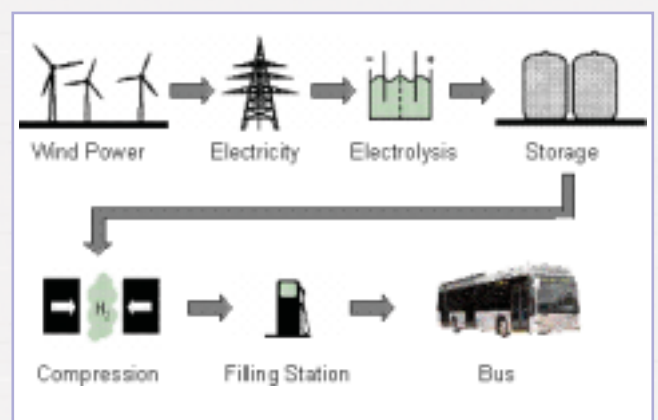 Wind Power Electricity Electrolysis Storage
H₂
Compression Filling Station Bus